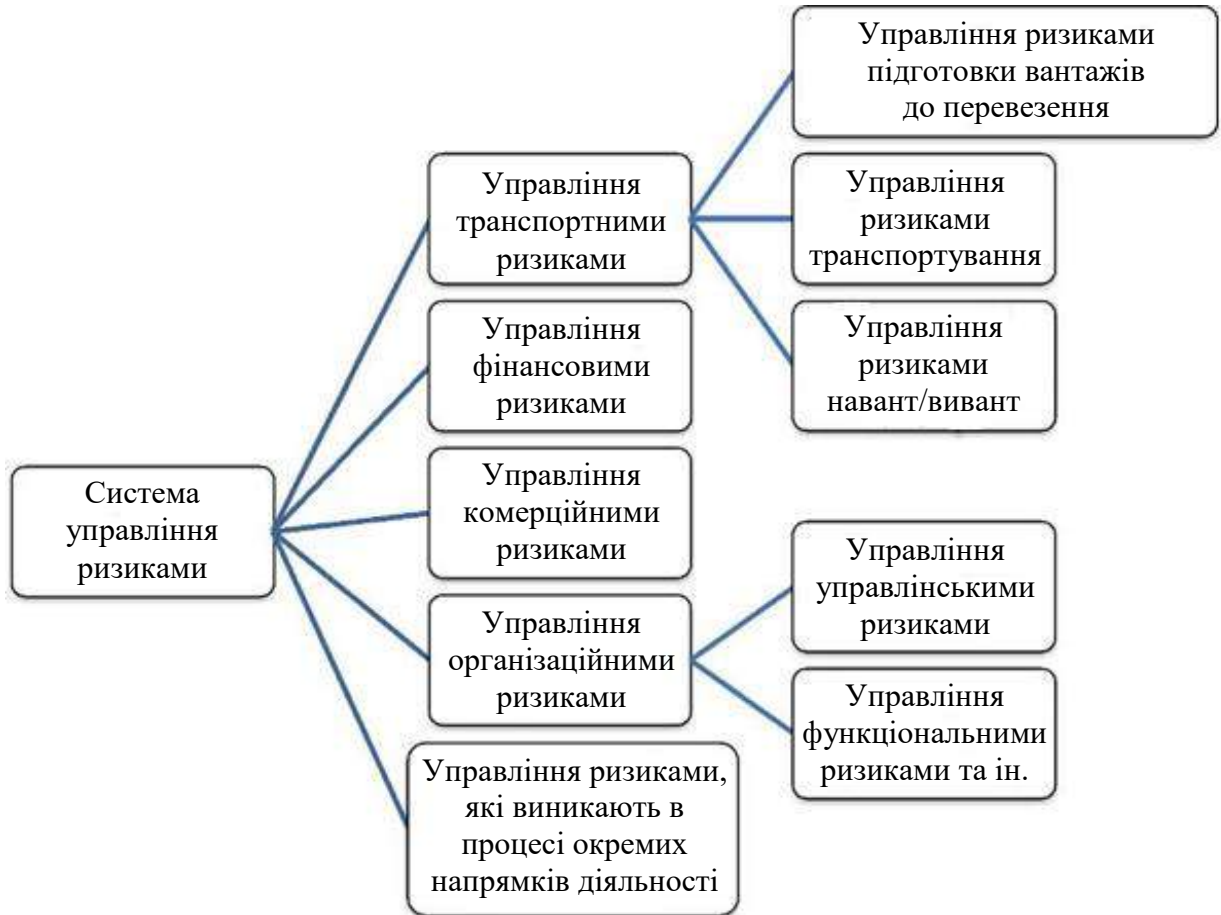 Система
управління
ризиками
Управління
транспортними
ризиками
Управління
фінансовими
ризиками
Управління
комерційними
ризиками
Управління
організаційними
ризиками
Управління ризиками,
які виникають в
процесі окремих
напрямків діяльності
Управління ризиками
підготовки вантажів
до перевезення
Управління
ризиками
транспортування
Управління
ризиками
навант/вивант
Управління
управлінськими
ризиками
Управління
функціональними
ризиками та ін.